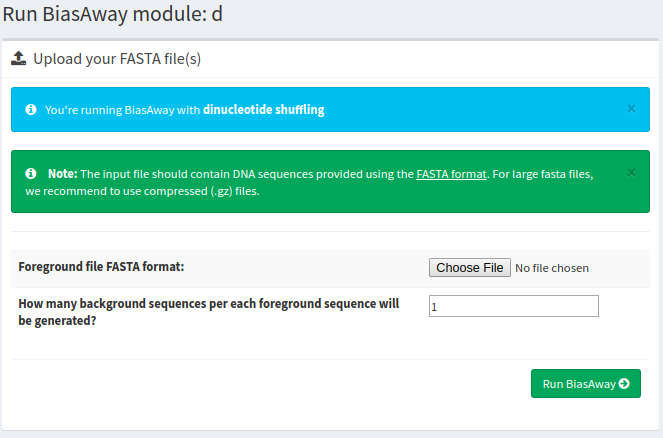 Run BiasAway module: d
Upload your FASTA file(s)
You're running BiasAway with dinucleotide shuffling ×
Note: The input file should contain DNA sequences provided using the FASTA format. For large fasta files, ×
we recommend to use compressed (.gz) files.
Foreground file FASTA format: Choose File No file chosen
How many background sequences per each foreground sequence will 1
be generated?
Run BiasAway